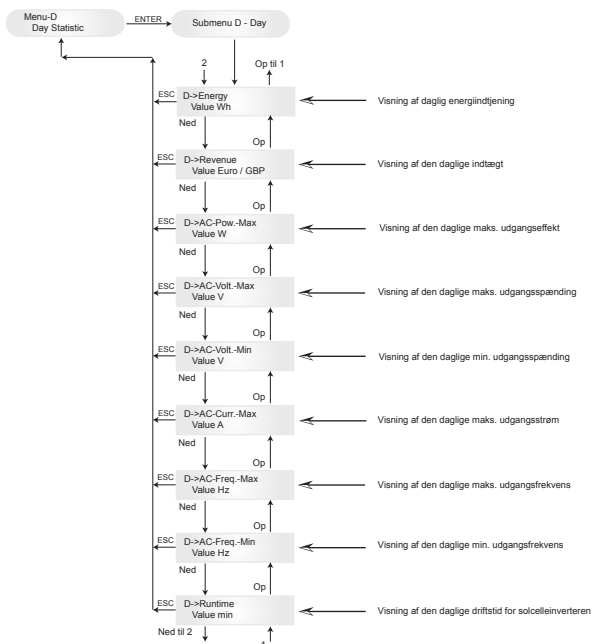 Menu-D
Day Statistic
ENTER
Submenu D - Day
2
Op til 1
ESC
D->Energy
Value Wh
Visning af daglig energiindtjening
Ned
Op
ESC
D->Revenue
Value Euro / GBP
Visning af den daglige indtægt
Ned
Op
ESC
D->AC-Pow.-Max
Value W
Visning af den daglige maks. udgangseffekt
Ned
Op
ESC
D->AC-Volt.-Max
Value V
Visning af den daglige maks. udgangsspænding
Ned
Op
ESC
D->AC-Volt.-Min
Value V
Visning af den daglige min. udgangsspænding
Ned
Op
ESC
D->AC-Curr.-Max
Value A
Visning af den daglige maks. udgangsstrøm
Ned
Op
ESC
D->AC-Freq.-Max
Value Hz
Visning af den daglige maks. udgangsfrekvens
Ned
Op
ESC
D->AC-Freq.-Min
Value Hz
Visning af den daglige min. udgangsfrekvens
Ned
Op
ESC
D->Runtime
Value min
Visning af den daglige driftstid for solcelleinverteren
Ned til 2
1